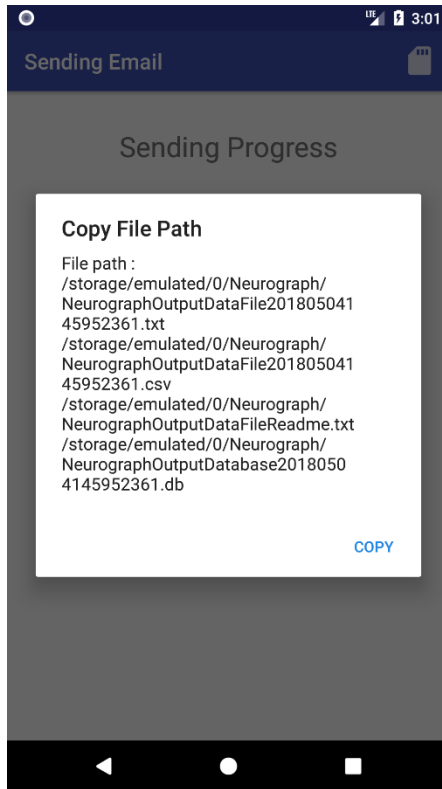 LTE 3:01
Sending Email
Sending Progress
Copy File Path
File path :
/storage/emulated/0/Neurograph/
NeurographOutputDataFile201805041
45952361.txt
/storage/emulated/0/Neurograph/
NeurographOutputDataFile201805041
45952361.csv
/storage/emulated/0/Neurograph/
NeurographOutputDataFileReadme.txt
/storage/emulated/0/Neurograph/
NeurographOutputDatabase2018050
4145952361.db
COPY